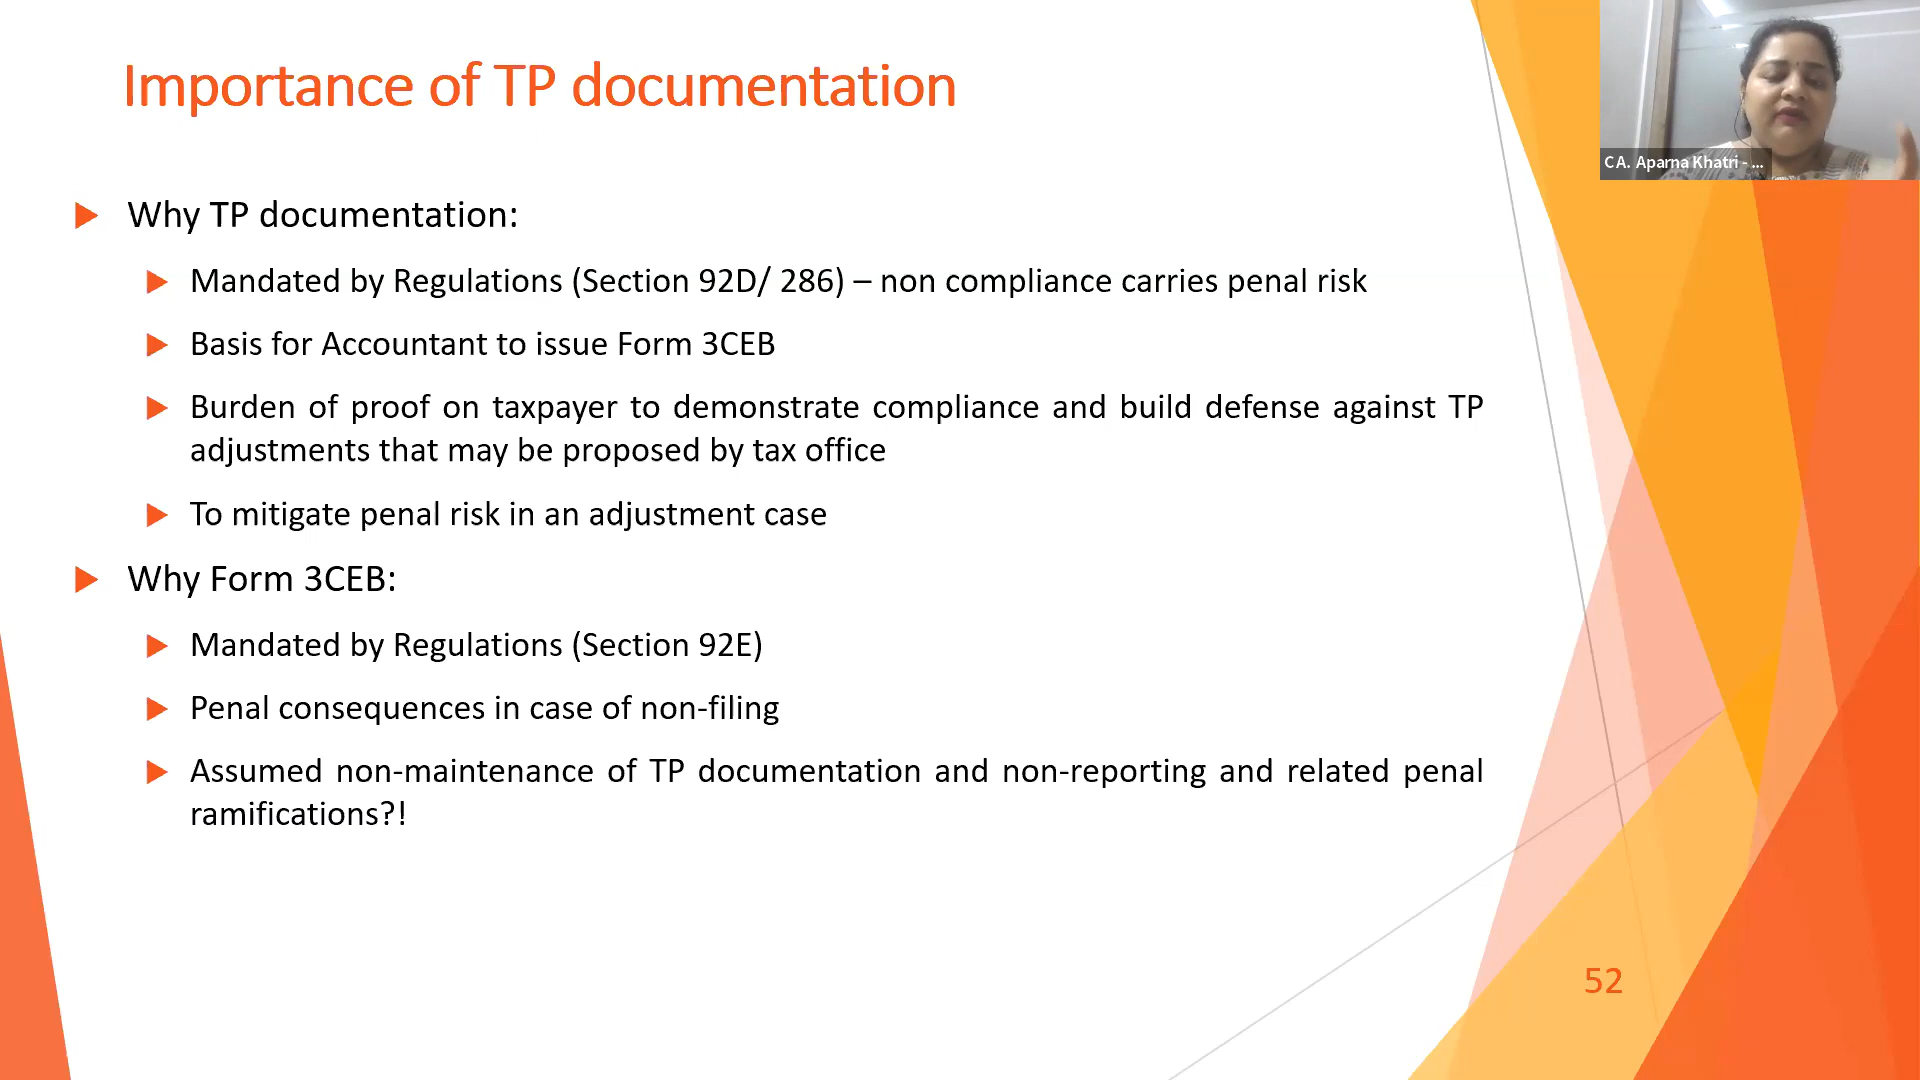 Importance of TP documentation
CA. Aparna Khatri - ...
Why TP documentation:
Mandated by Regulations (Section 92D/ 286) – non compliance carries penal risk
Basis for Accountant to issue Form 3CEB
Burden of proof on taxpayer to demonstrate compliance and build defense against TP
adjustments that may be proposed by tax office
To mitigate penal risk in an adjustment case
Why Form 3CEB:
Mandated by Regulations (Section 92E)
Penal consequences in case of non-filing
Assumed non-maintenance of TP documentation and non-reporting and related penal
ramifications?!
52